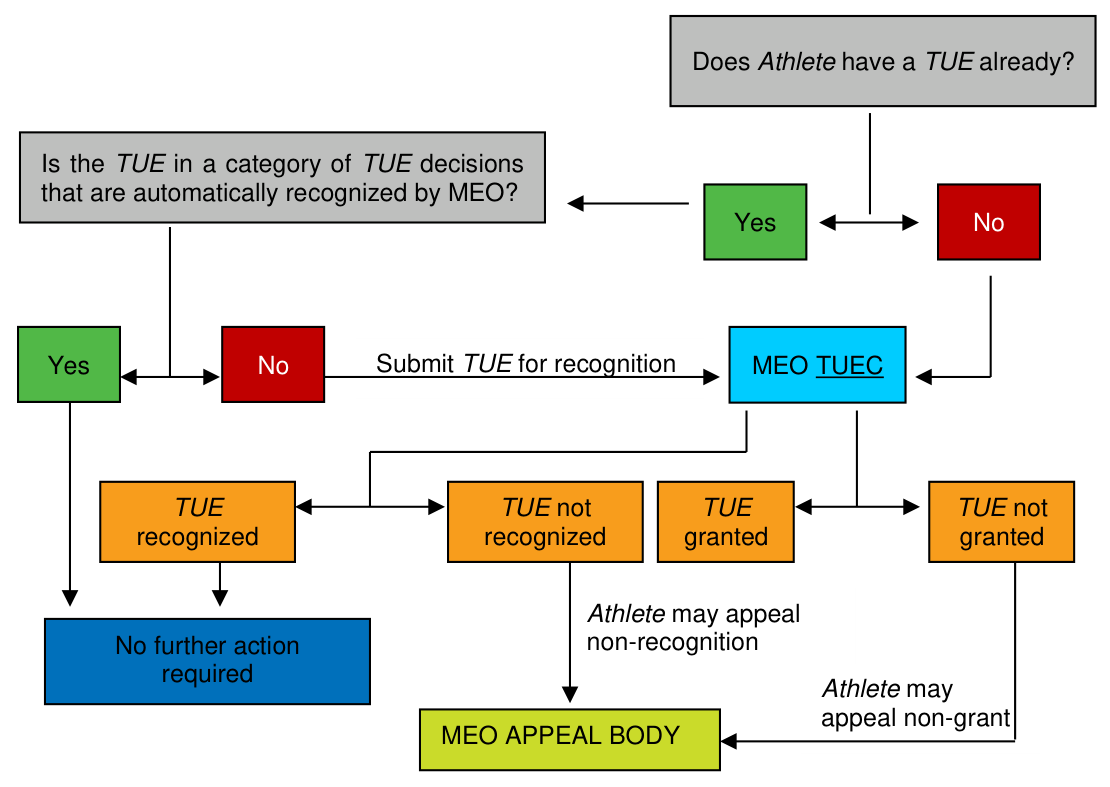 Does Athlete have a TUE already?
Is the TUE in a category of TUE decisions
that are automatically recognized by MEO?
Yes
No
Yes
No
Submit TUE for recognition
MEO TUEC
TUE
recognized
TUE not
recognized
TUE
granted
TUE not
granted
Athlete may appeal
non-recognition
No further action
required
Athlete may
appeal non-grant
MEO APPEAL BODY